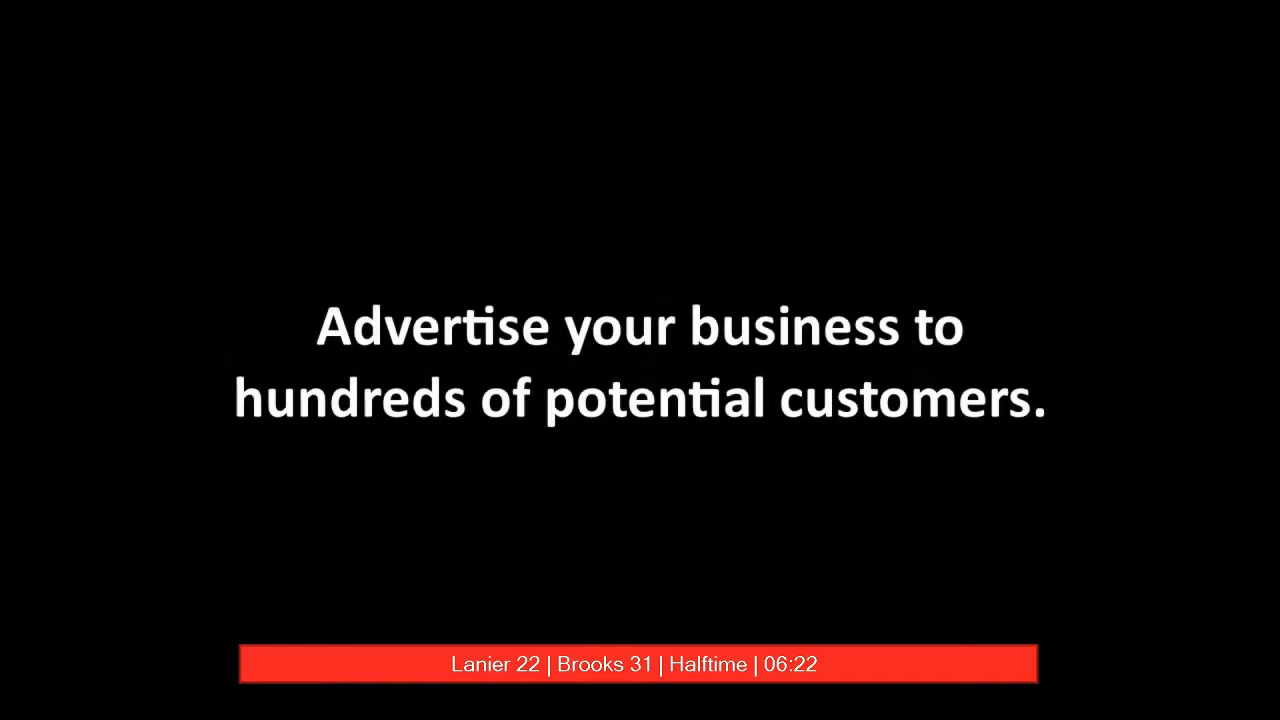 Advertise your business to
hundreds of potential customers.
Lanier 22 | Brooks 31 | Halftime | 06:22